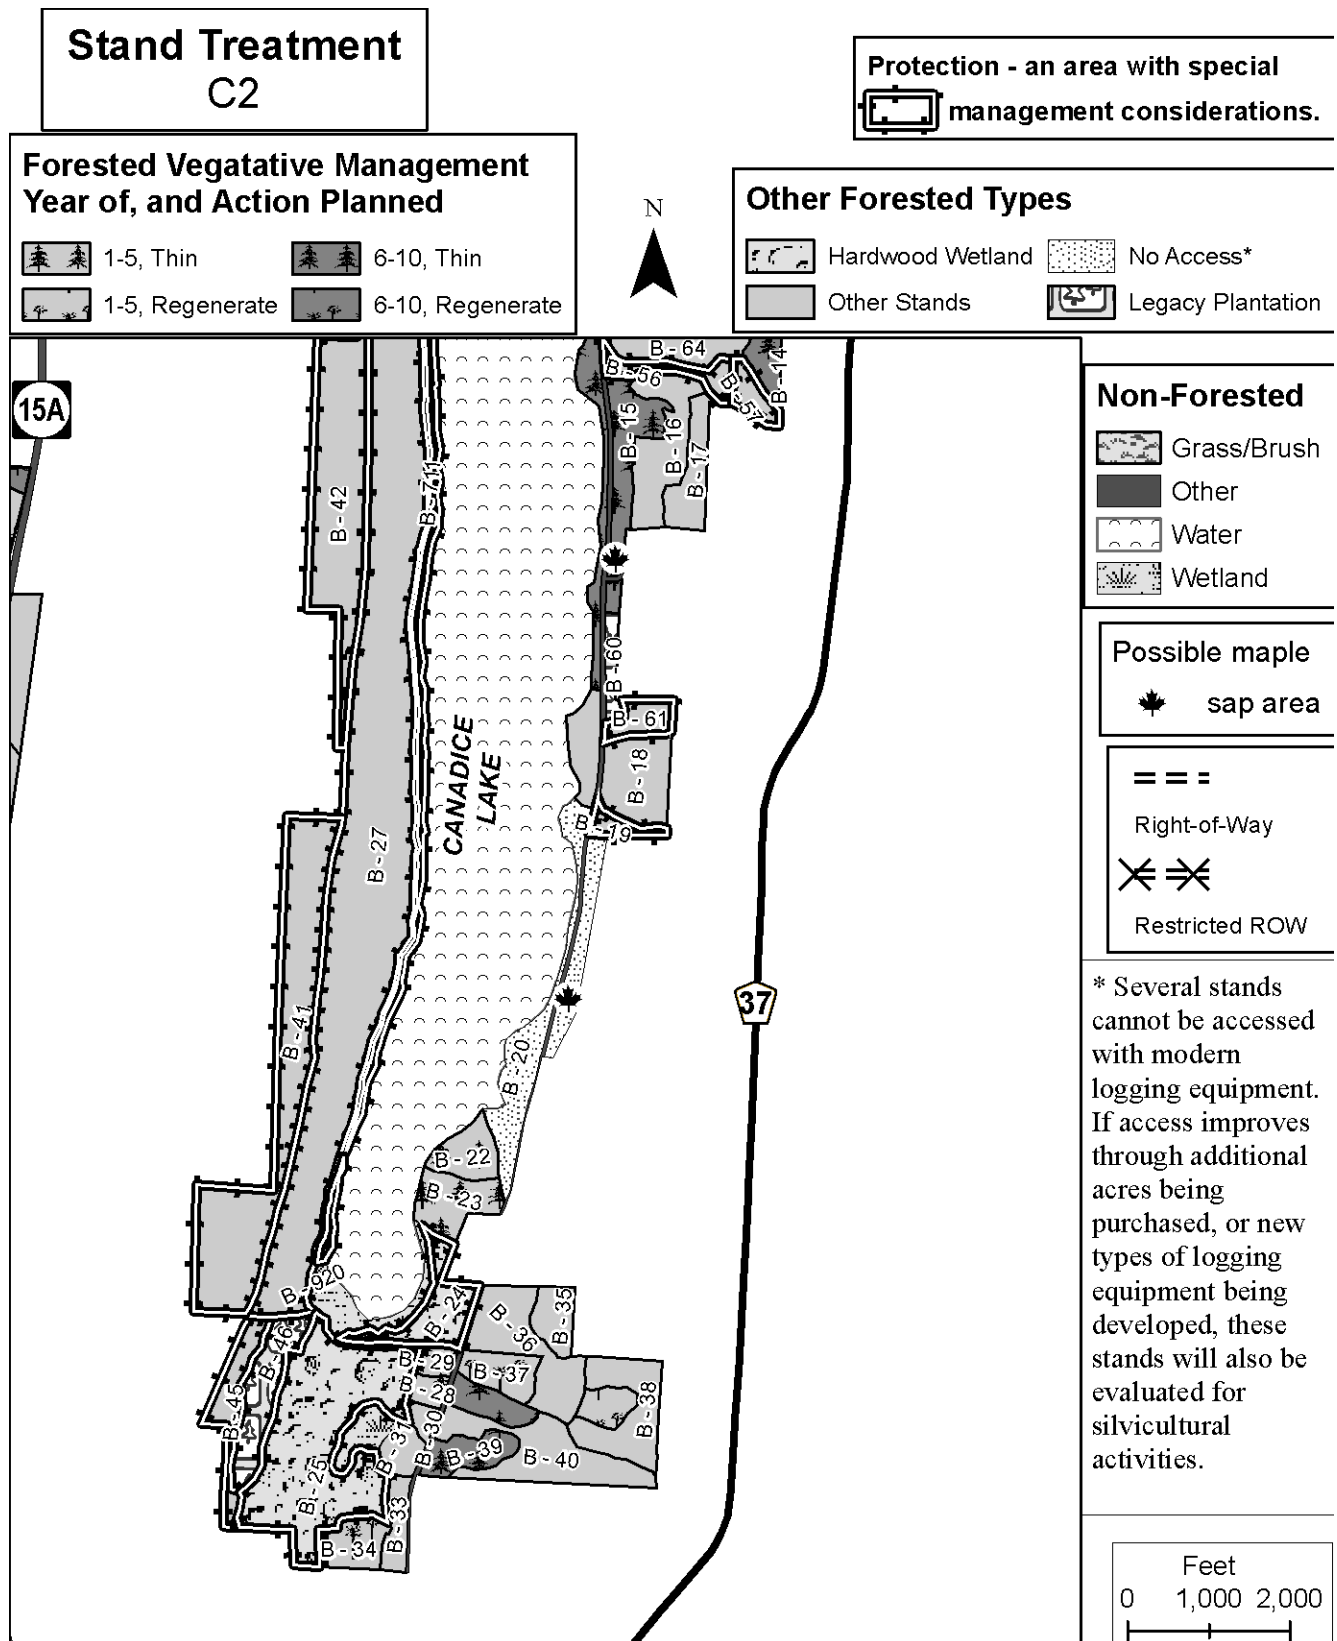 Stand Treatment
C2
Protection - an area with special
management considerations.
Forested Vegatative Management
Year of, and Action Planned
1-5, Thin
6-10, Thin
1-5, Regenerate
6-10, Regenerate
N
Other Forested Types
Hardwood Wetland
No Access*
Other Stands
Legacy Plantation
15A
Non-Forested
Grass/Brush
Other
Water
Wetland
Possible maple
sap area
Right-of-Way
Restricted ROW
* Several stands
cannot be accessed
with modern
logging equipment.
If access improves
through additional
acres being
purchased, or new
types of logging
equipment being
developed, these
stands will also be
evaluated for
silvicultural
activities.
Feet
0 1,000 2,000
B - 64
B - 56
B - 57
B - 14
B - 15
B - 16
B - 17
B - 42
B - 711
B - 60
B - 61
B - 18
B - 19
CANADICE
LAKE
B - 27
37
B - 41
B - 20
B - 22
B - 23
B - 920
B - 24
B - 36
B - 35
B - 46
B - 29
B - 37
B - 28
B - 38
B - 45
B - 31
B - 30
B - 39
B - 40
B - 25
B - 33
B - 34